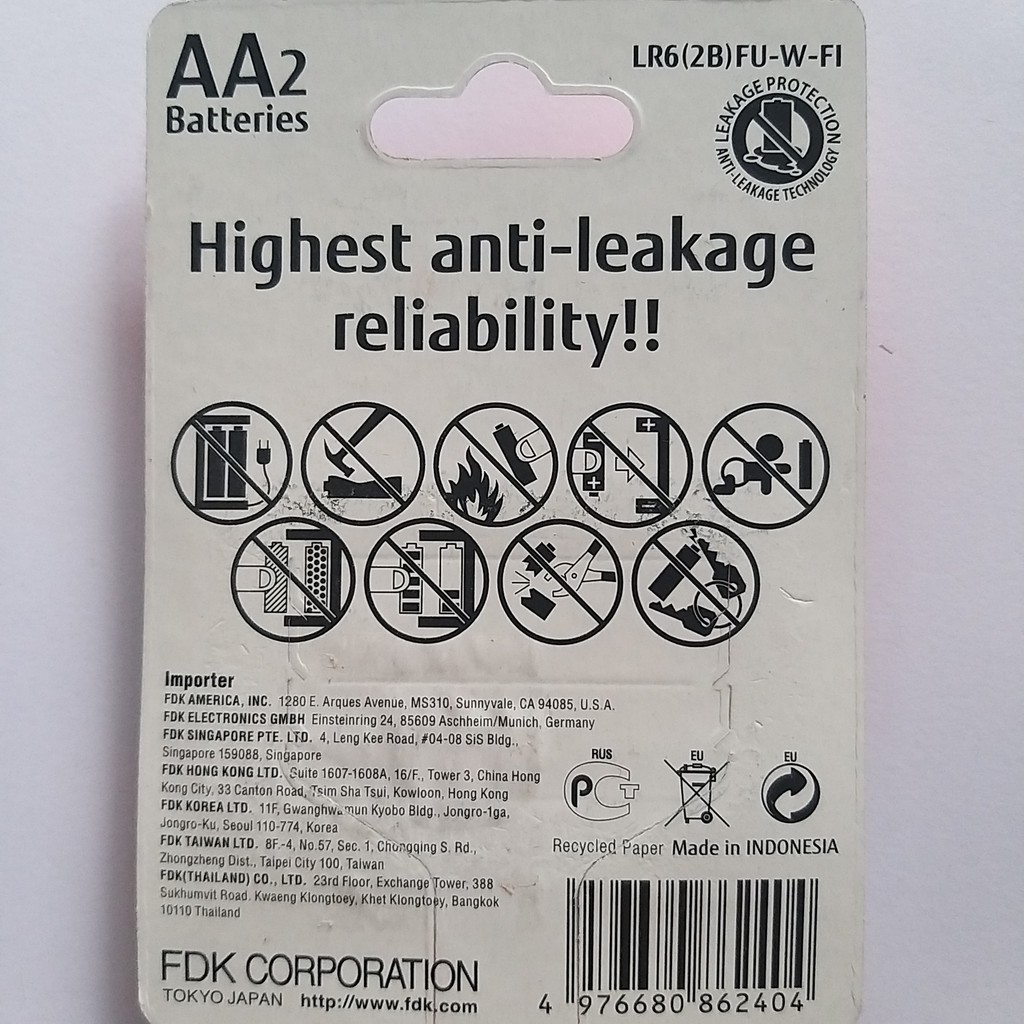 AA2
Batteries
LR6(2B)FU-W-FI
LEAKAGE PROTECTION
ANTI-LEAKAGE TECHNOLOGY
Highest anti-leakage
reliability!!
Importer
FDK AMERICA, INC. 1280 E. Arques Avenue, MS310, Sunnyvale, CA 94085, U.S.A.
FDK ELECTRONICS GMBH Einsteinring 24, 85609 Aschheim/Munich, Germany
FDK SINGAPORE PTE. LTD. 4, Leng Kee Road, #04-08 SiS Bldg.,
Singapore 159088, Singapore
FDK HONG KONG LTD. Suite 1607-1608A, 16/F., Tower 3, China Hong
Kong City, 33 Canton Road, Tsim Sha Tsui, Kowloon, Hong Kong
FDK KOREA LTD. 11F, Gwanghwamun Kyobo Bldg., Jongro-1ga,
Jongro-Ku, Seoul 110-774, Korea
FDK TAIWAN LTD. 8F.-4, No.57, Sec. 1, Chongqing S. Rd.,
Zhongzheng Dist., Taipei City 100, Taiwan
FDK(THAILAND) CO., LTD. 23rd Floor, Exchange Tower, 388
Sukhumvit Road. Kwaeng Klongtoey, Khet Klongtoey, Bangkok
10110 Thailand
RUS
EU
EU
PCT
Recycled Paper Made in INDONESIA
FDK CORPORATION
TOKYO JAPAN http://www.fdk.com
4 976680 862404